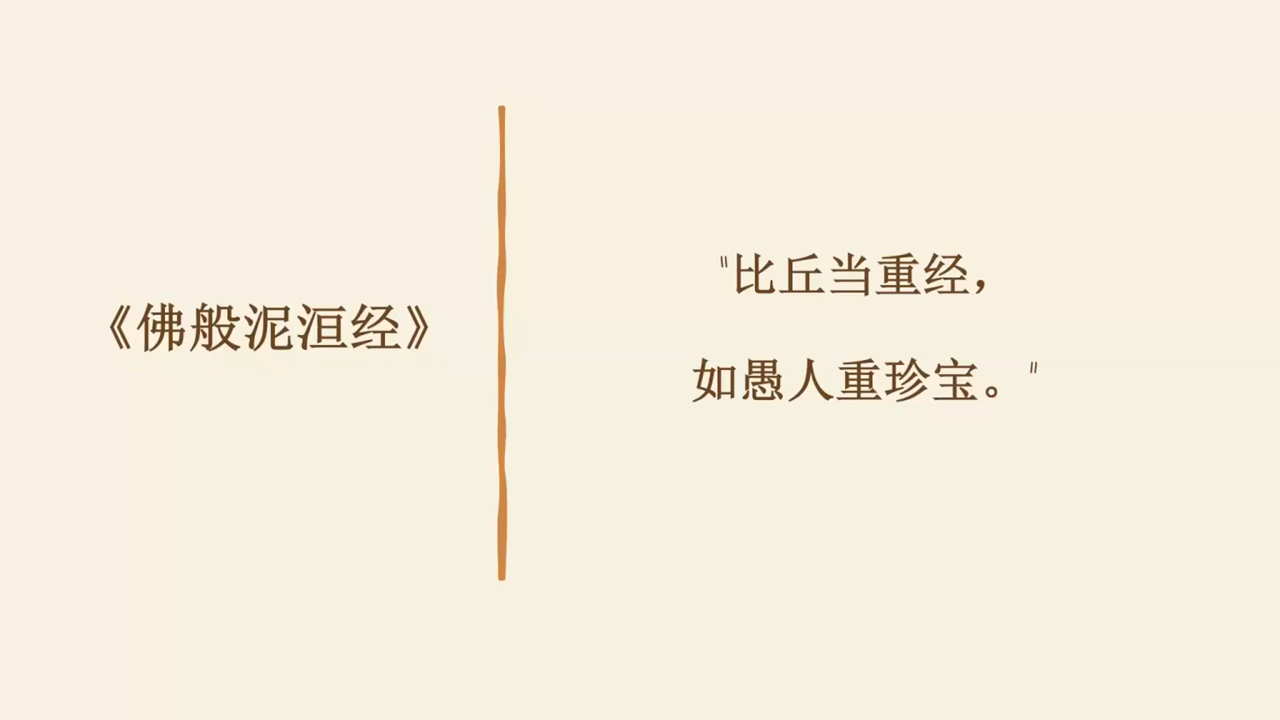 《佛般泥洹经》
"比丘当重经，
如愚人重珍宝。"